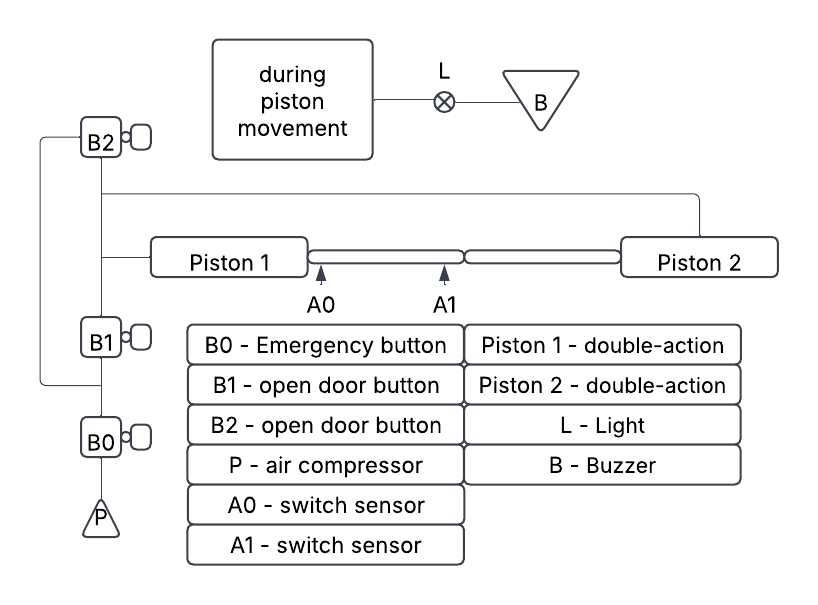 during
piston
movement
L
B
B2
Piston 1
Piston 2
A0
A1
B1
B0
P
B0 - Emergency button
Piston 1 - double-action
B1 - open door button
Piston 2 - double-action
B2 - open door button
L - Light
P - air compressor
B - Buzzer
A0 - switch sensor
A1 - switch sensor